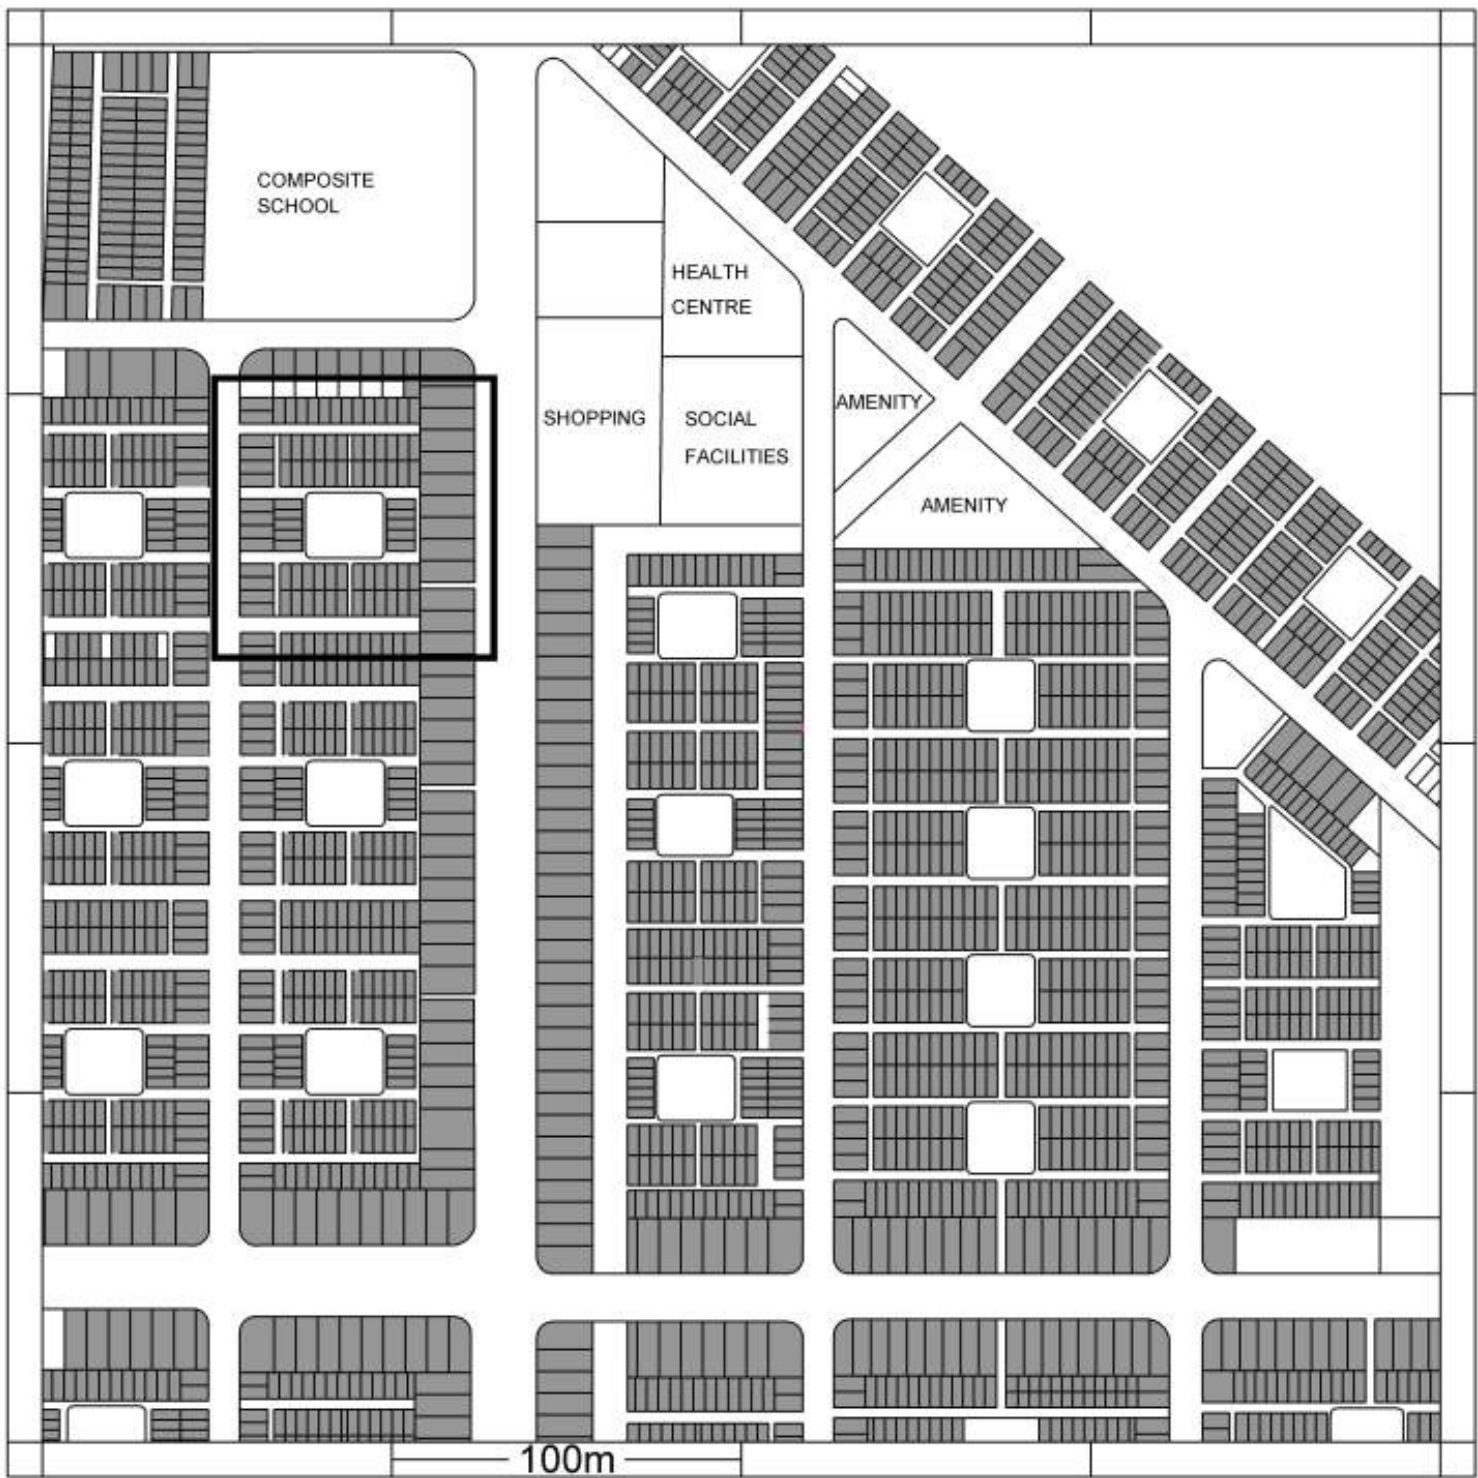 COMPOSITE
SCHOOL
HEALTH
CENTRE
SHOPPING
SOCIAL
FACILITIES
AMENITY
AMENITY
100m